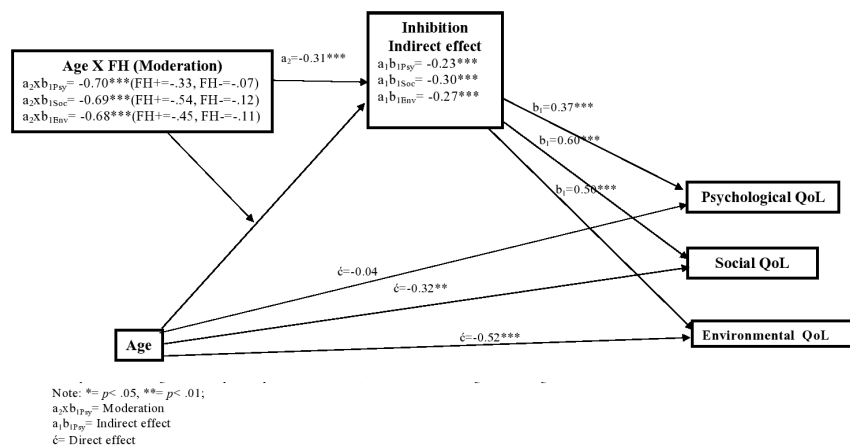 Age X FH (Moderation)
a₂xb₁Psy= -0.70***(FH+=-.33, FH-=-.07)
a₂xb₁Soc= -0.69***(FH+=-.54, FH-=-.12)
a₂xb₁Env= -0.68***(FH+=-.45, FH-=-.11)
a₂=-0.31***
Inhibition
Indirect effect
a₁b₁Psy= -0.23***
a₁b₁Soc= -0.30***
a₁b₁Env= -0.27***
b₁=0.37***
b₁=0.60***
b₁=0.50***
Psychological QoL
Social QoL
Environmental QoL
ć=-0.04
ć=-0.32**
ć=-0.52***
Age
Note: *= p< .05, **= p< .01;
a₂xb₁Psy= Moderation
a₁b₁Psy= Indirect effect
ć= Direct effect